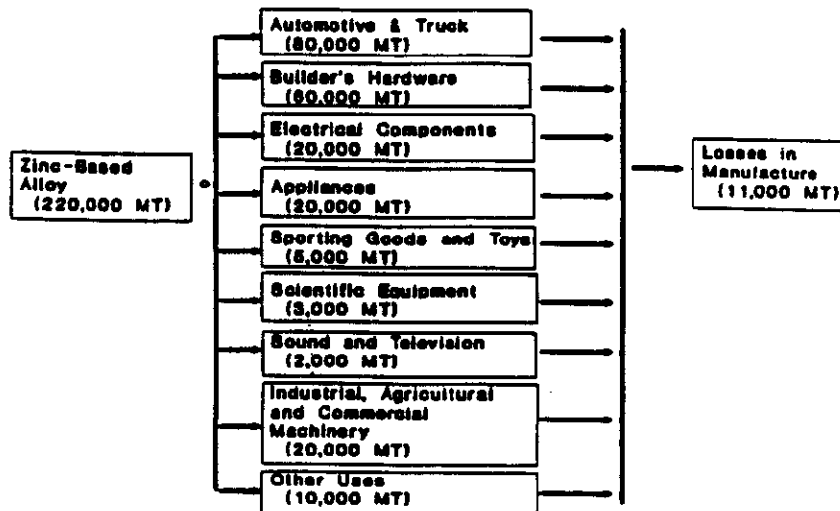 Automotive & Truck
(80,000 MT)
Builder's Hardware
(60,000 MT)
Electrical Components
(20,000 MT)
Zinc-Based
Alloy
(220,000 MT)
Losses in
Manufacture
(11,000 MT)
Appliances
(20,000 MT)
Sporting Goods and Toys
(5,000 MT)
Scientific Equipment
(3,000 MT)
Sound and Television
(2,000 MT)
Industrial, Agricultural
and Commercial
Machinery
(20,000 MT)
Other Uses
(10,000 MT)